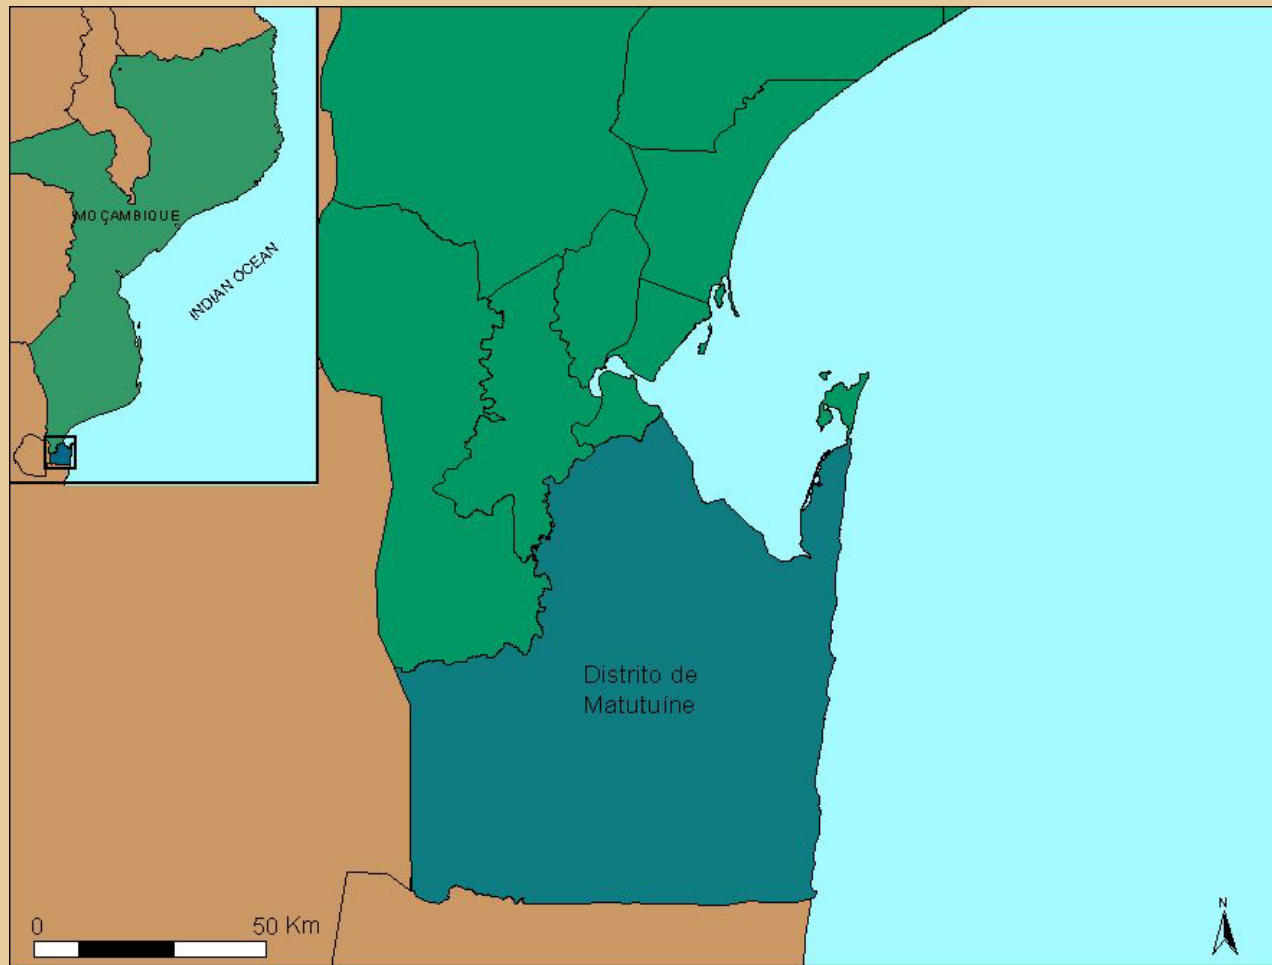 MOÇAMBIQUE
INDIAN OCEAN
Distrito de
Matutuíne
0 50 Km
N